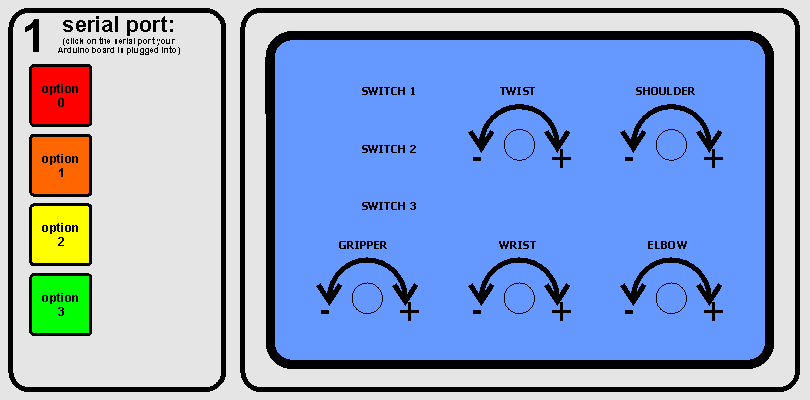 1
serial port:
(click on the serial port your
Arduino board is plugged into)
option
0
option
1
option
2
option
3
SWITCH 1
TWIST
SHOULDER
- +
- +
SWITCH 2
SWITCH 3
GRIPPER
WRIST
ELBOW
- +
- +
- +